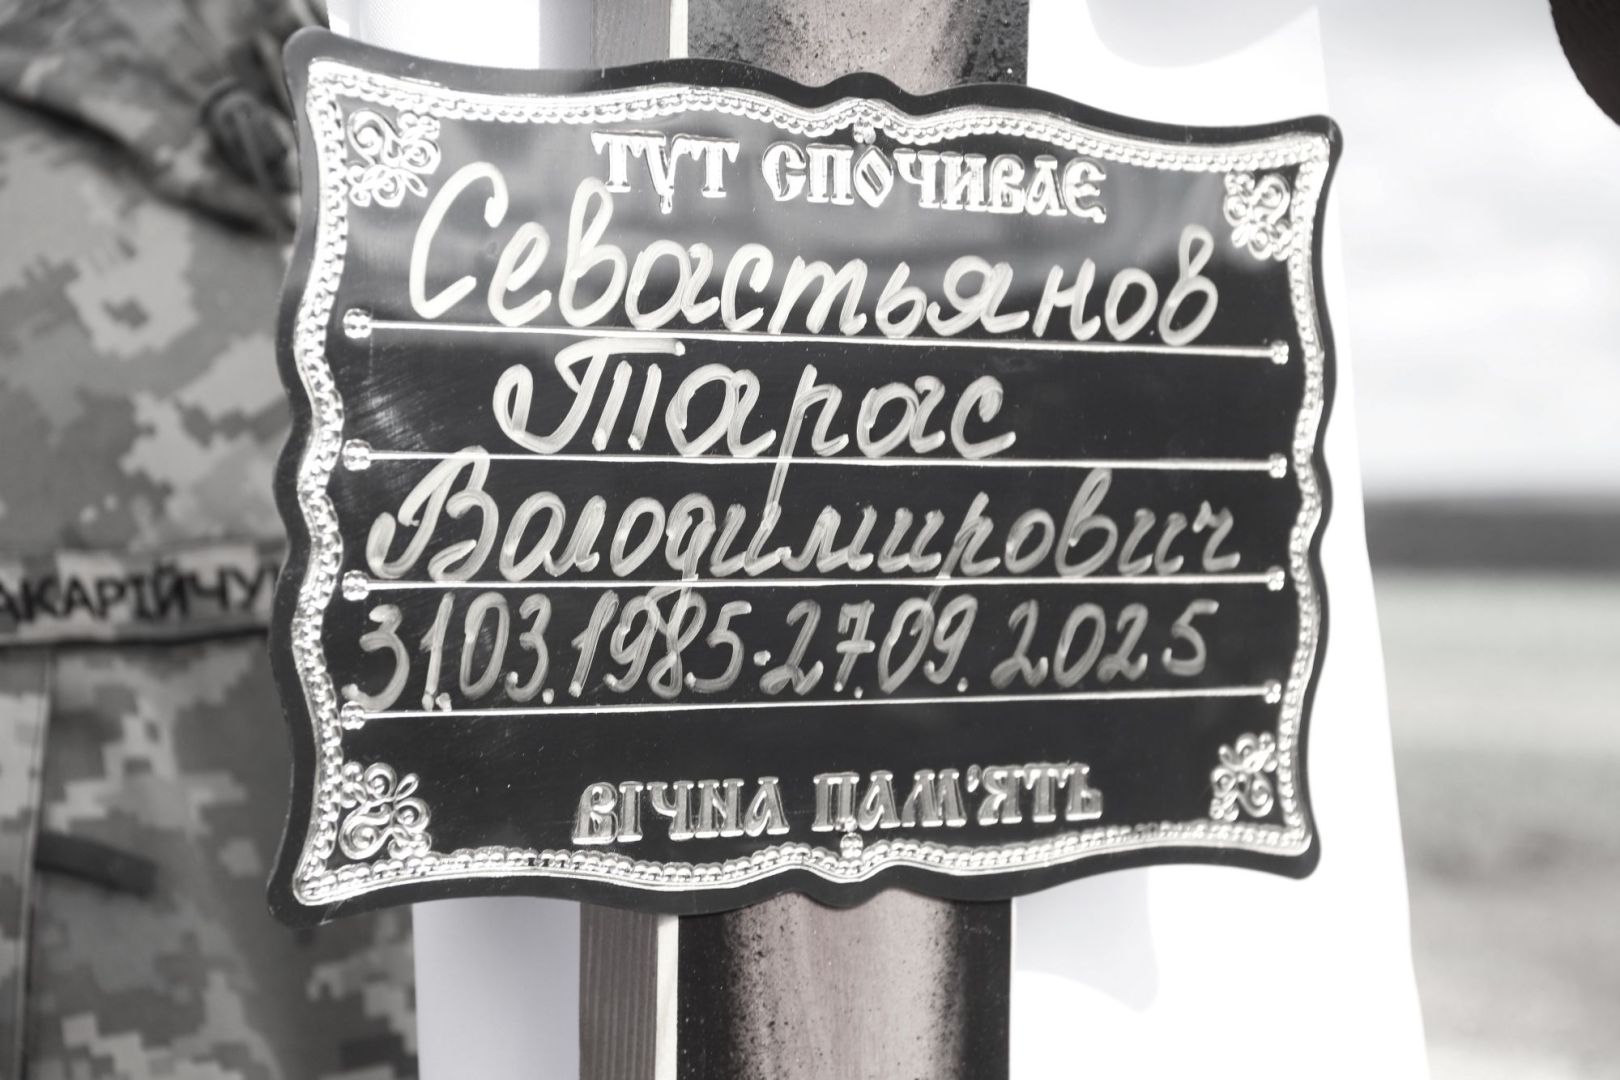 ТУТ СПОЧИВАЄ
Севастьянов
Тарас
Володимирович
31.03.1985-27.09.2025
ВІЧНА ПАМ'ЯТЬ